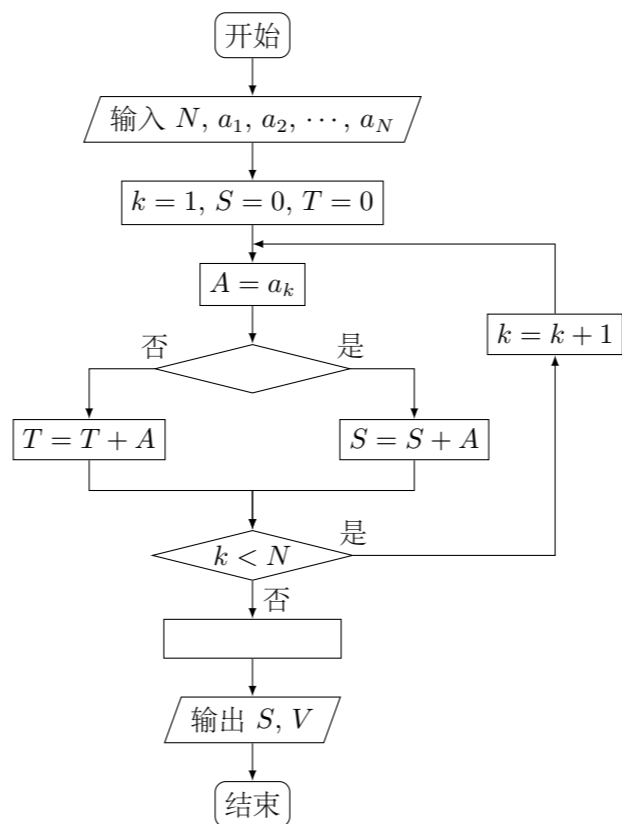 开始
输入 N, a₁, a₂, ⋯, a_N
k = 1, S = 0, T = 0
A = a_k
k = k + 1
否
是
T = T + A
S = S + A
是
k < N
否
输出 S, V
结束